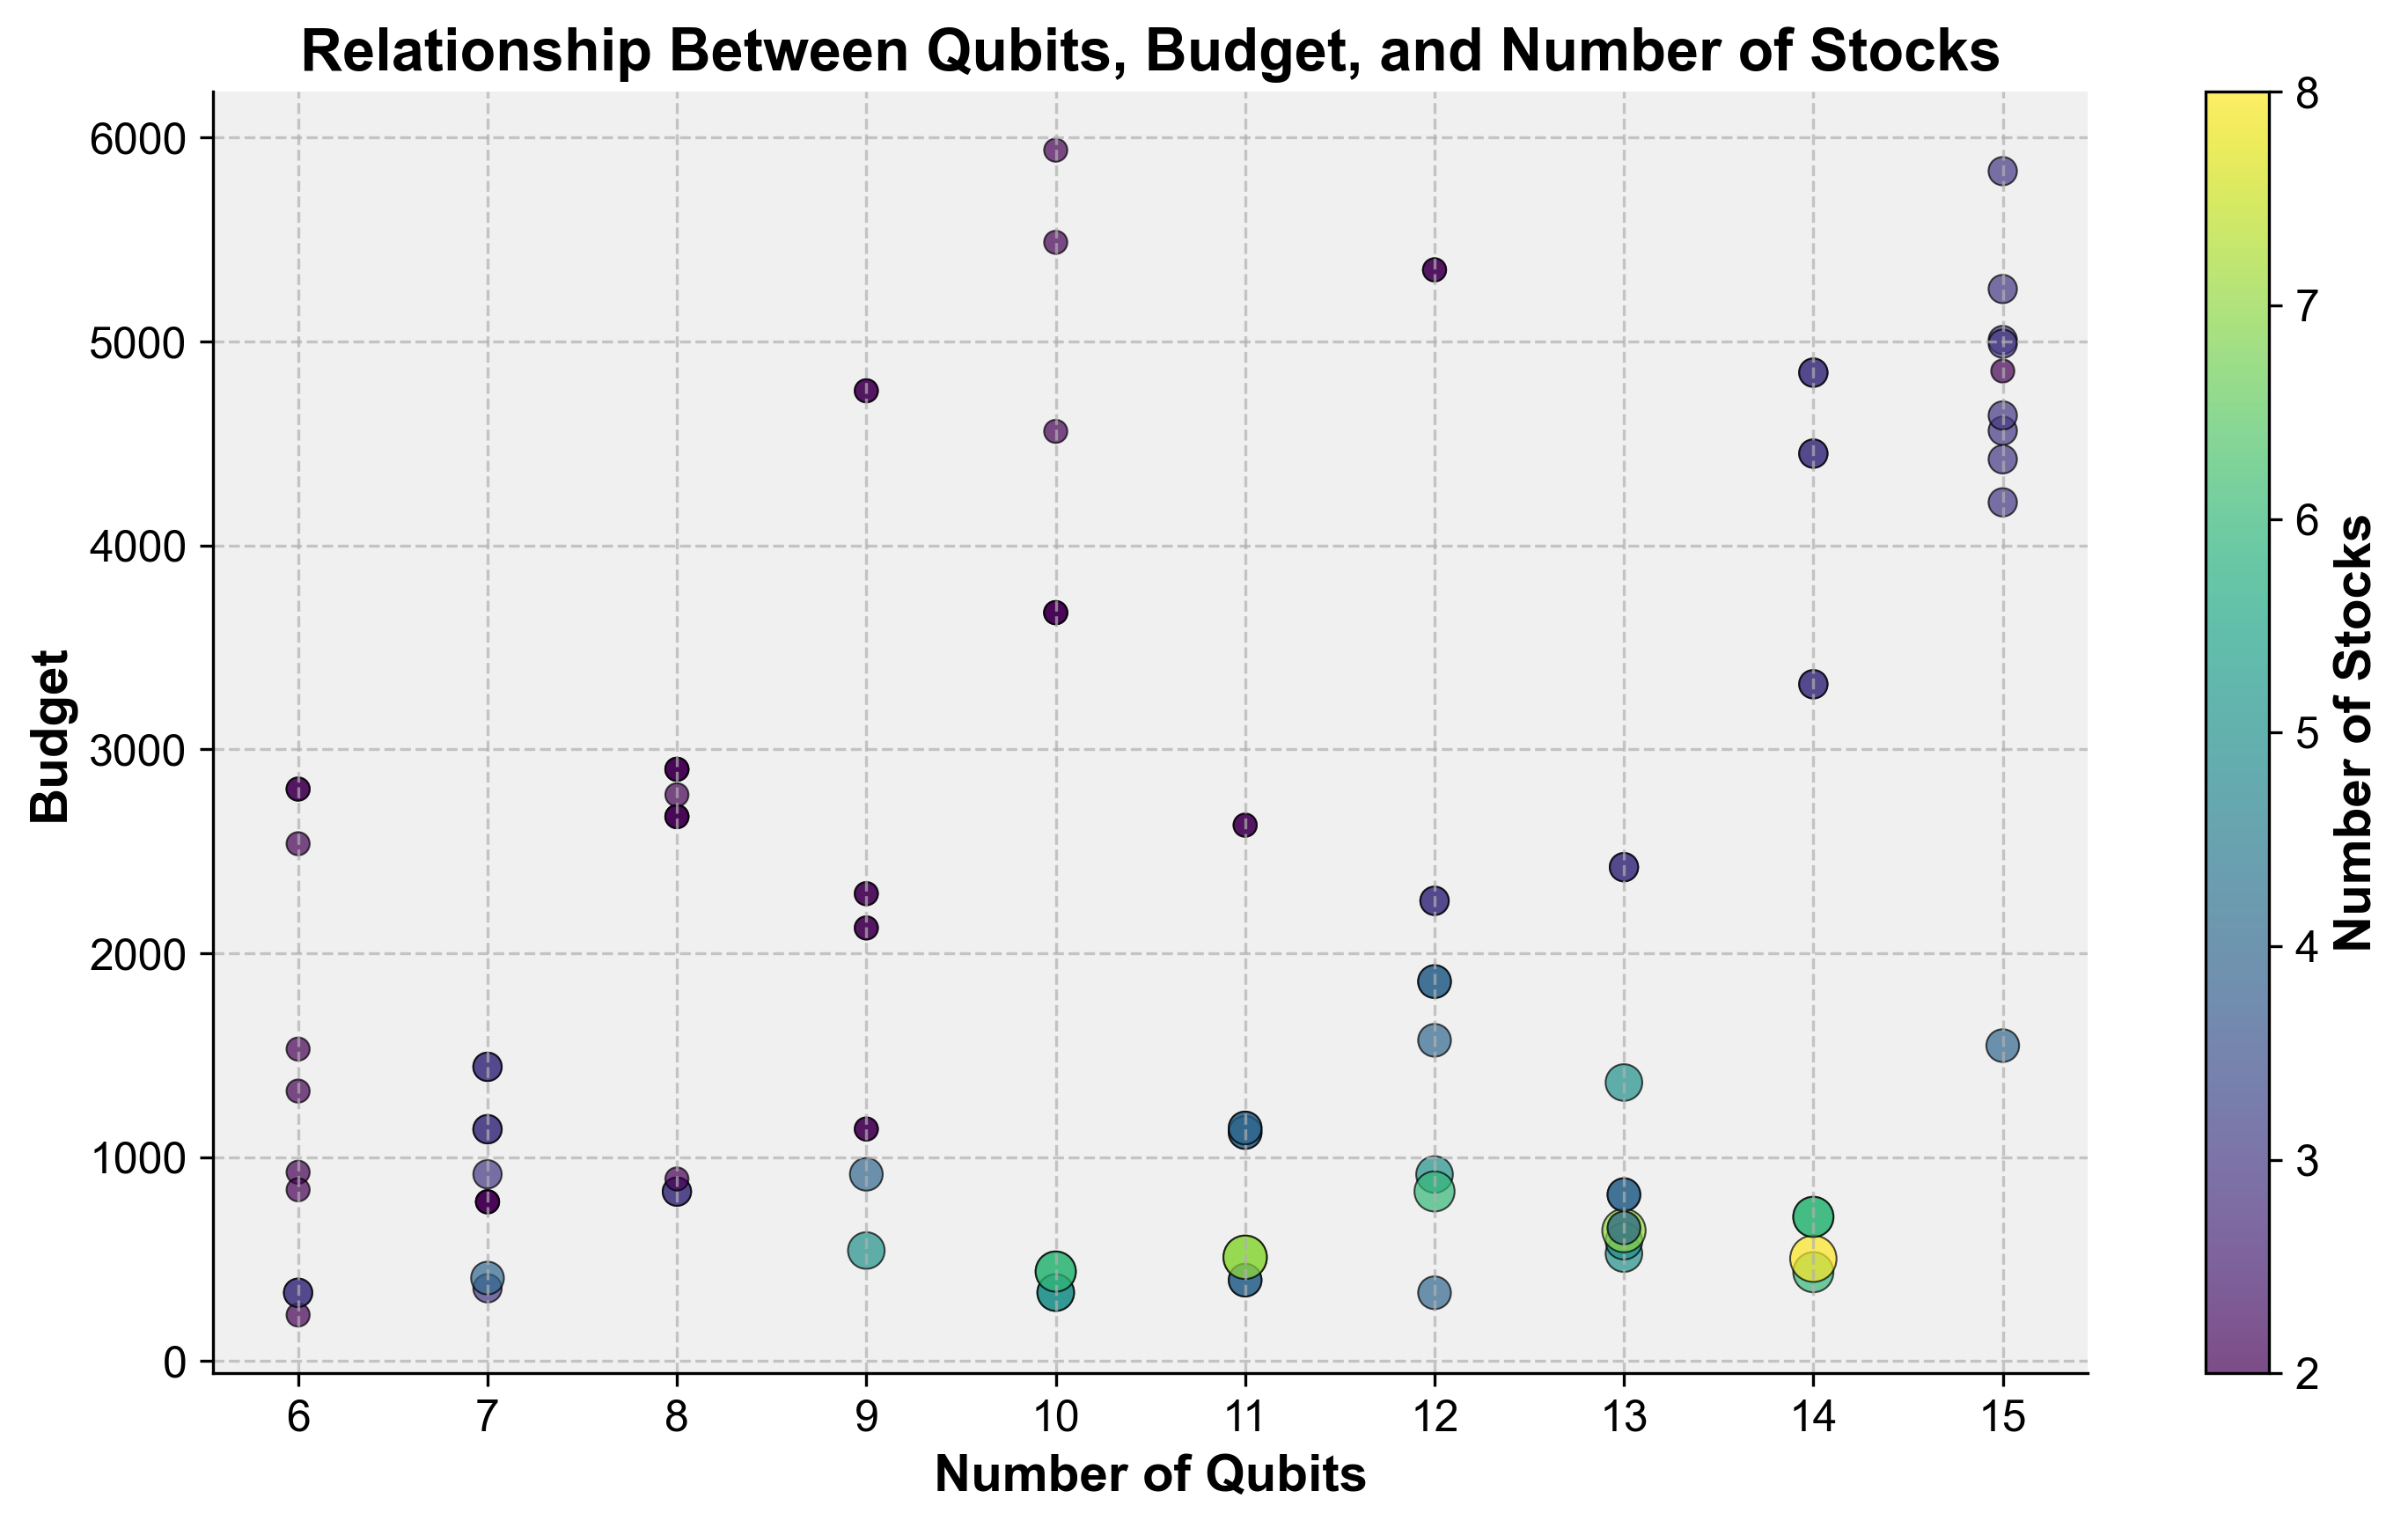 Relationship Between Qubits, Budget, and Number of Stocks
Budget
6000
5000
4000
3000
2000
1000
0
6 7 8 9 10 11 12 13 14 15
Number of Qubits
8
7
6
5
4
3
2
Number of Stocks